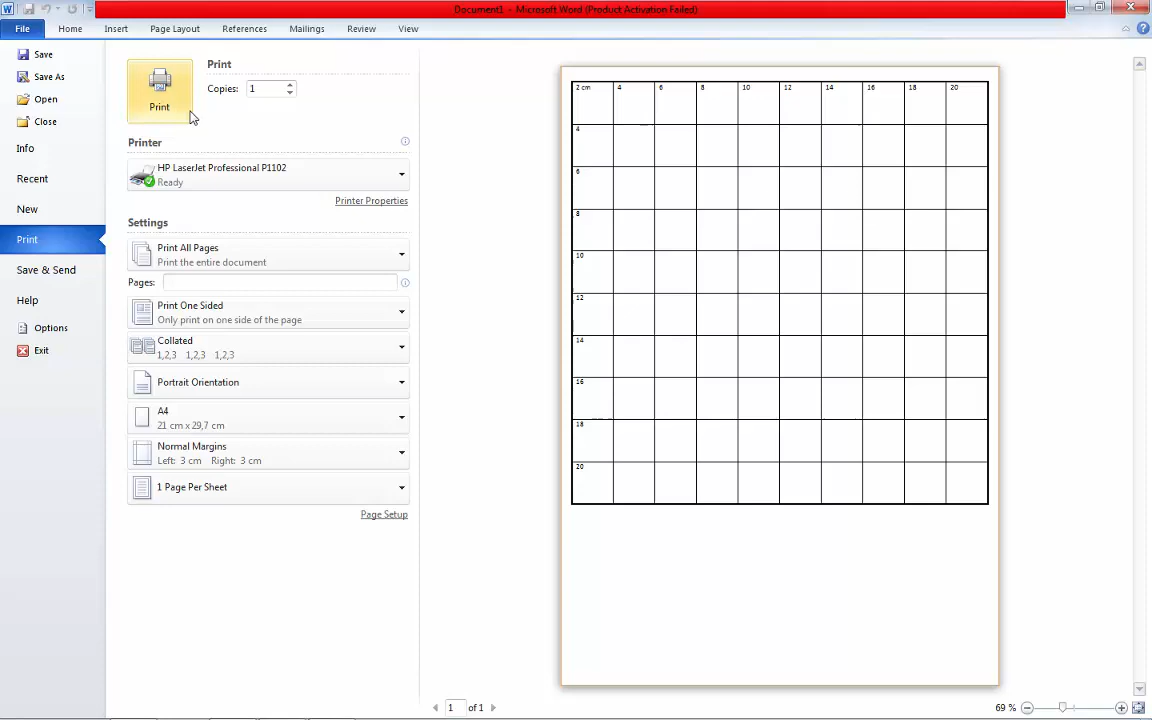 Document1 - Microsoft Word (Product Activation Failed)
File Home Insert Page Layout References Mailings Review View
Save
Save As
Open
Close
Info
Recent
New
Print
Save & Send
Help
Options
Exit
Print
Print
Copies: 1
Printer
HP LaserJet Professional P1102
Ready
Printer Properties
Settings
Print All Pages
Print the entire document
Pages:
Print One Sided
Only print on one side of the page
Collated
1,2,3 1,2,3 1,2,3
Portrait Orientation
A4
21 cm x 29,7 cm
Normal Margins
Left: 3 cm Right: 3 cm
1 Page Per Sheet
Page Setup
2 cm 4 6 8 10 12 14 16 18 20
4
6
8
10
12
14
16
18
20
1 of 1
69 %